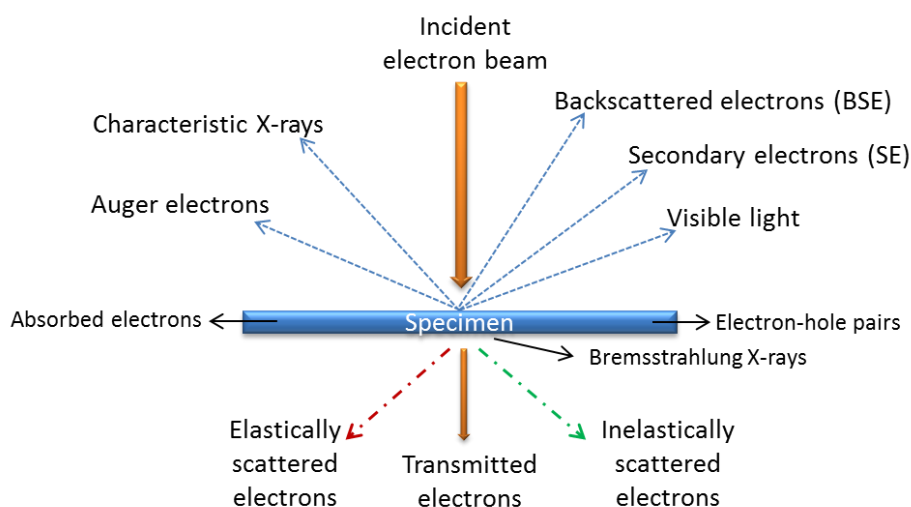 Incident
electron beam
Backscattered electrons (BSE)
Characteristic X-rays
Secondary electrons (SE)
Auger electrons
Visible light
Absorbed electrons
Specimen
Electron-hole pairs
Bremsstrahlung X-rays
Elastically
scattered
electrons
Transmitted
electrons
Inelastically
scattered
electrons